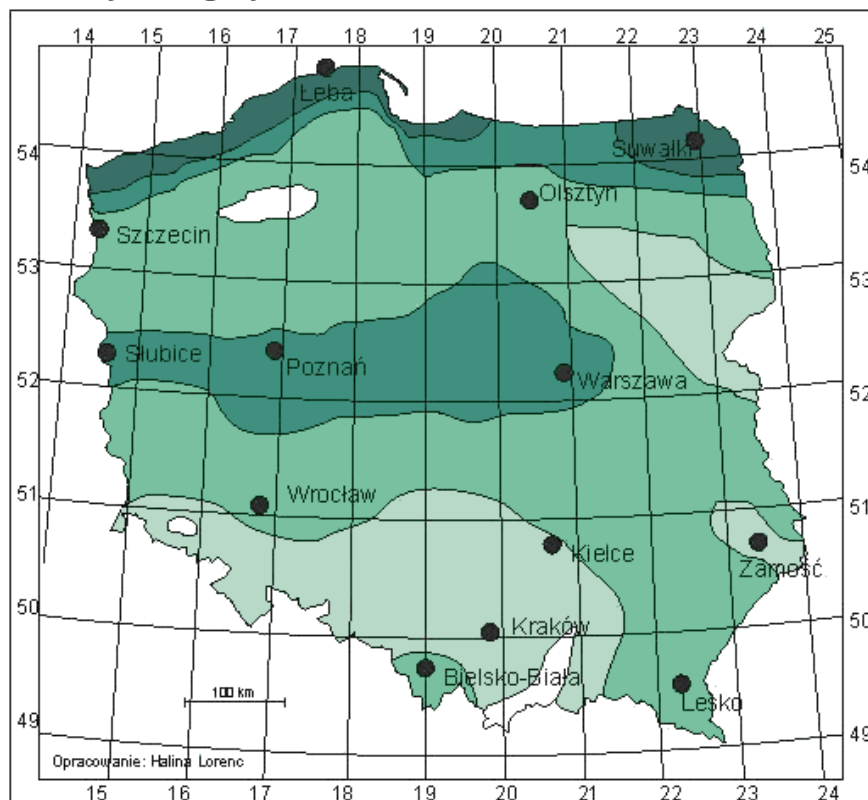 14 15 16 17 18 19 20 21 22 23 24 25
Łeba
Suwałki
54 54
Olsztyn
Szczecin
53 53
Słubice
Poznań
Warszawa
52 52
Wrocław
51 51
Kielce
Zamość
Kraków
50 50
Bielsko-Biała
Lesko
100 km
49 49
Opracowanie: Halina Lorenc
15 16 17 18 19 20 21 22 23 24